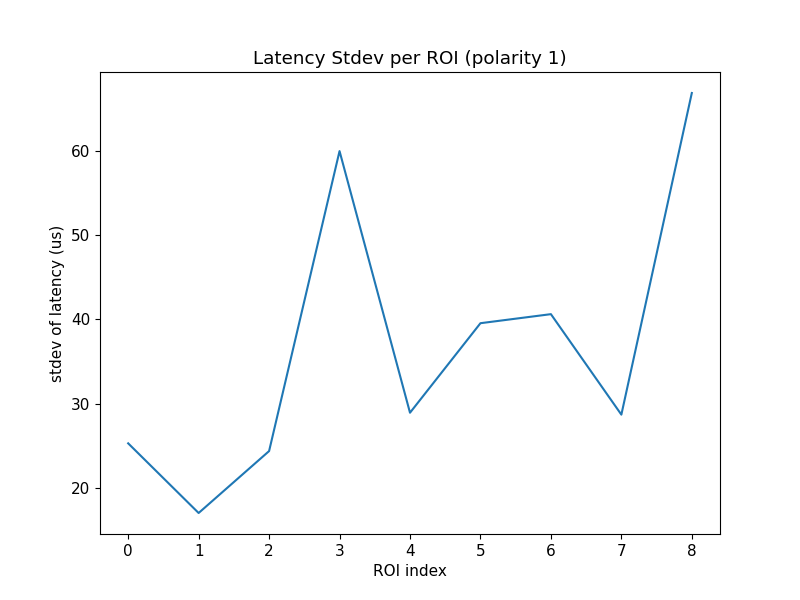 Latency Stdev per ROI (polarity 1)
60
50
40
30
20
stdev of latency (us)
0 1 2 3 4 5 6 7 8
ROI index